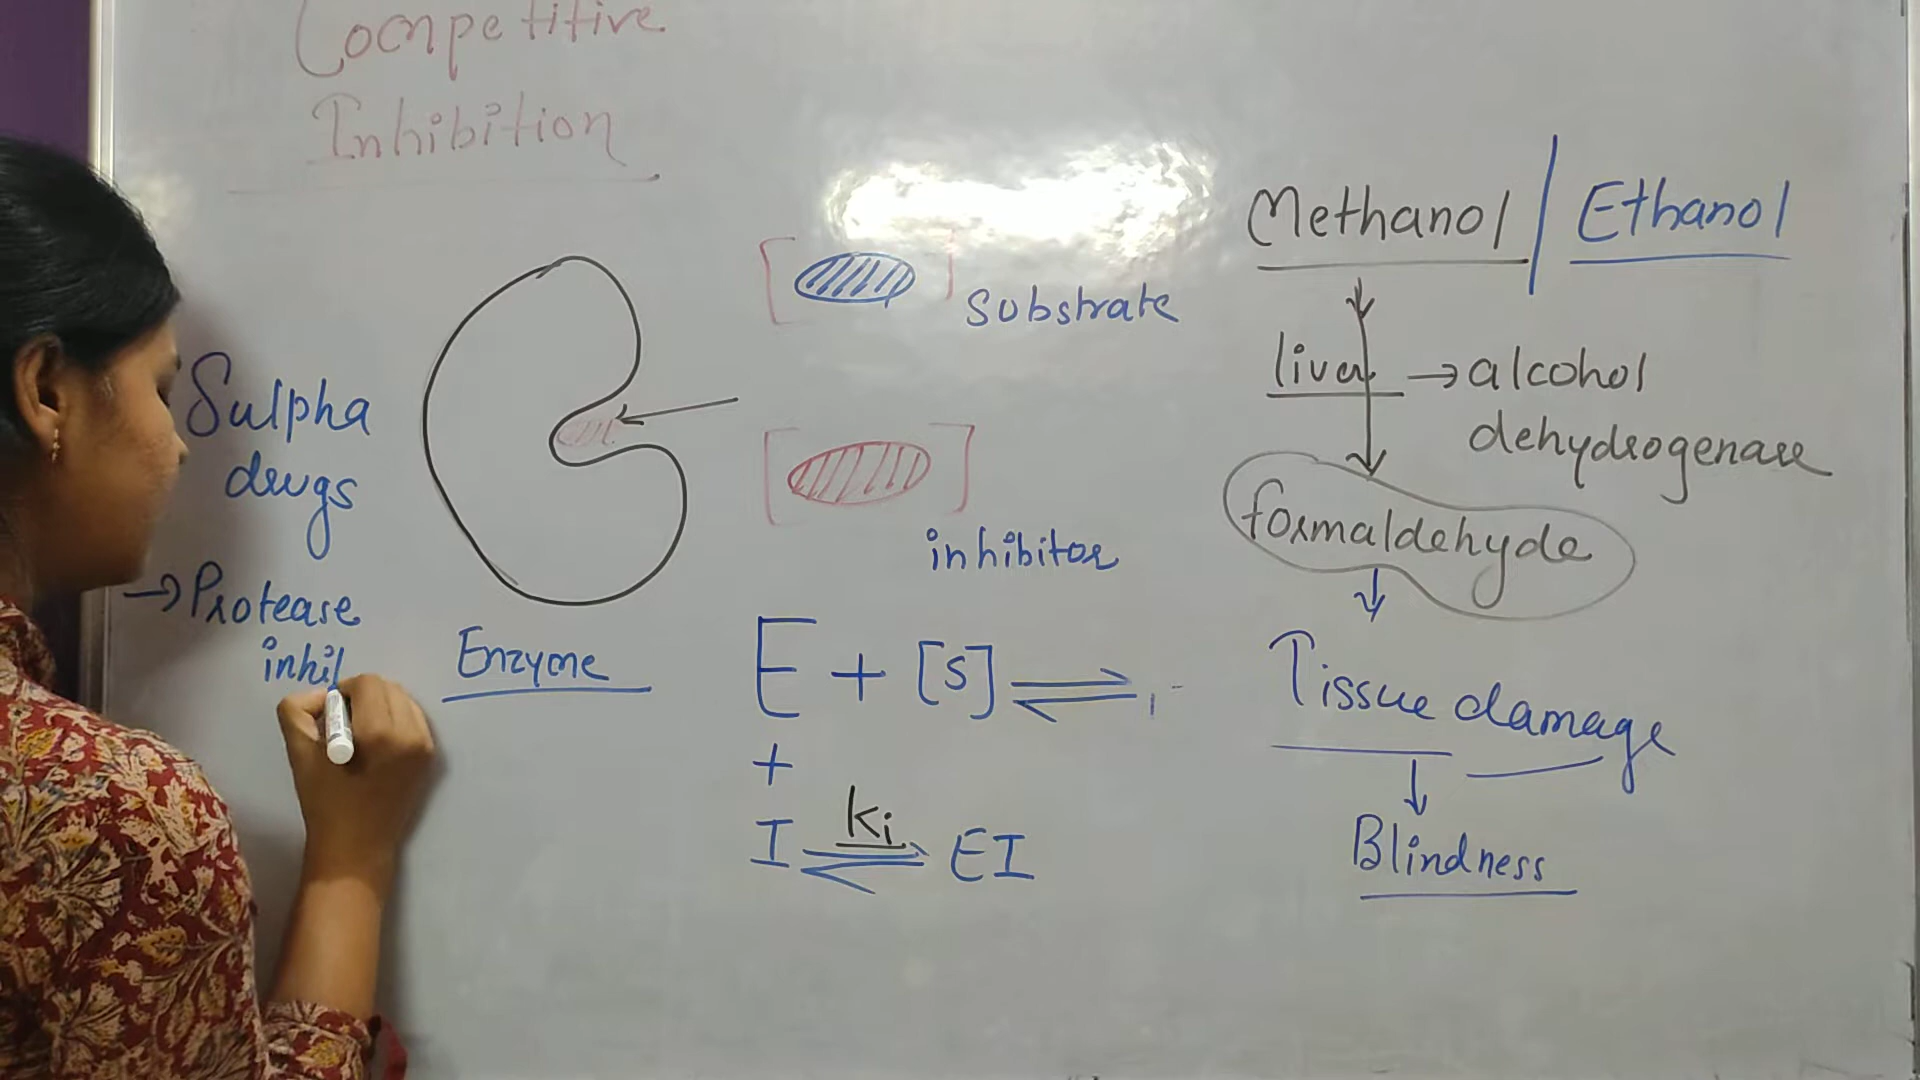 Competitive
Inhibition
Sulpha
drugs
→ Protease
inhi
Enzyme
[ ] Substrate
[ ] inhibitor
E + [S] ⇌
+
I ⇌ EI
Ki
Methanol / Ethanol
liver → alcohol
dehydrogenase
formaldehyde
Tissue damage
Blindness